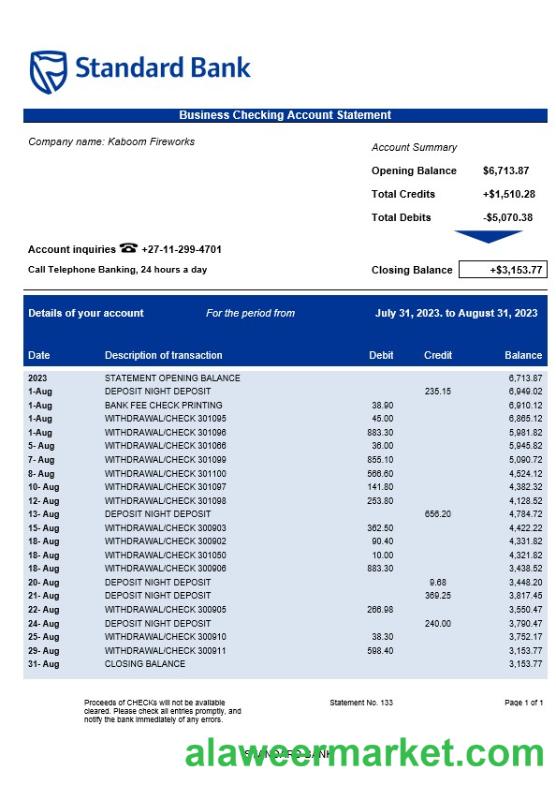 Standard Bank
Business Checking Account Statement
Company name: Kaboom Fireworks
Account Summary
Opening Balance $6,713.87
Total Credits +$1,510.28
Total Debits -$5,070.38
Account inquiries ☎ +27-11-299-4701
Call Telephone Banking, 24 hours a day
Closing Balance +$3,153.77
Details of your account For the period from July 31, 2023. to August 31, 2023
Date Description of transaction Debit Credit Balance
2023 STATEMENT OPENING BALANCE 6,713.87
1-Aug DEPOSIT NIGHT DEPOSIT 235.15 6,949.02
1-Aug BANK FEE CHECK PRINTING 38.90 6,910.12
1-Aug WITHDRAWAL/CHECK 301095 45.00 6,865.12
1-Aug WITHDRAWAL/CHECK 301096 883.30 5,981.82
5- Aug WITHDRAWAL/CHECK 301066 36.00 5,945.82
7- Aug WITHDRAWAL/CHECK 301099 855.10 5,090.72
8- Aug WITHDRAWAL/CHECK 301100 566.60 4,524.12
10- Aug WITHDRAWAL/CHECK 301097 141.80 4,382.32
12- Aug WITHDRAWAL/CHECK 301098 253.80 4,128.52
13- Aug DEPOSIT NIGHT DEPOSIT 656.20 4,784.72
15- Aug WITHDRAWAL/CHECK 300903 362.50 4,422.22
18- Aug WITHDRAWAL/CHECK 300902 90.40 4,331.82
18- Aug WITHDRAWAL/CHECK 301050 10.00 4,321.82
18- Aug WITHDRAWAL/CHECK 300906 883.30 3,438.52
20- Aug DEPOSIT NIGHT DEPOSIT 9.68 3,448.20
21- Aug DEPOSIT NIGHT DEPOSIT 369.25 3,817.45
22- Aug WITHDRAWAL/CHECK 300905 266.98 3,550.47
24- Aug DEPOSIT NIGHT DEPOSIT 240.00 3,790.47
25- Aug WITHDRAWAL/CHECK 300910 38.30 3,752.17
29- Aug WITHDRAWAL/CHECK 300911 598.40 3,153.77
31- Aug CLOSING BALANCE 3,153.77
Proceeds of CHECKs will not be available Statement No. 133 Page 1 of 1
cleared. Please check all entries promptly, and
notify the bank immediately of any errors.
STANDARD BANK
alaweermarket.com